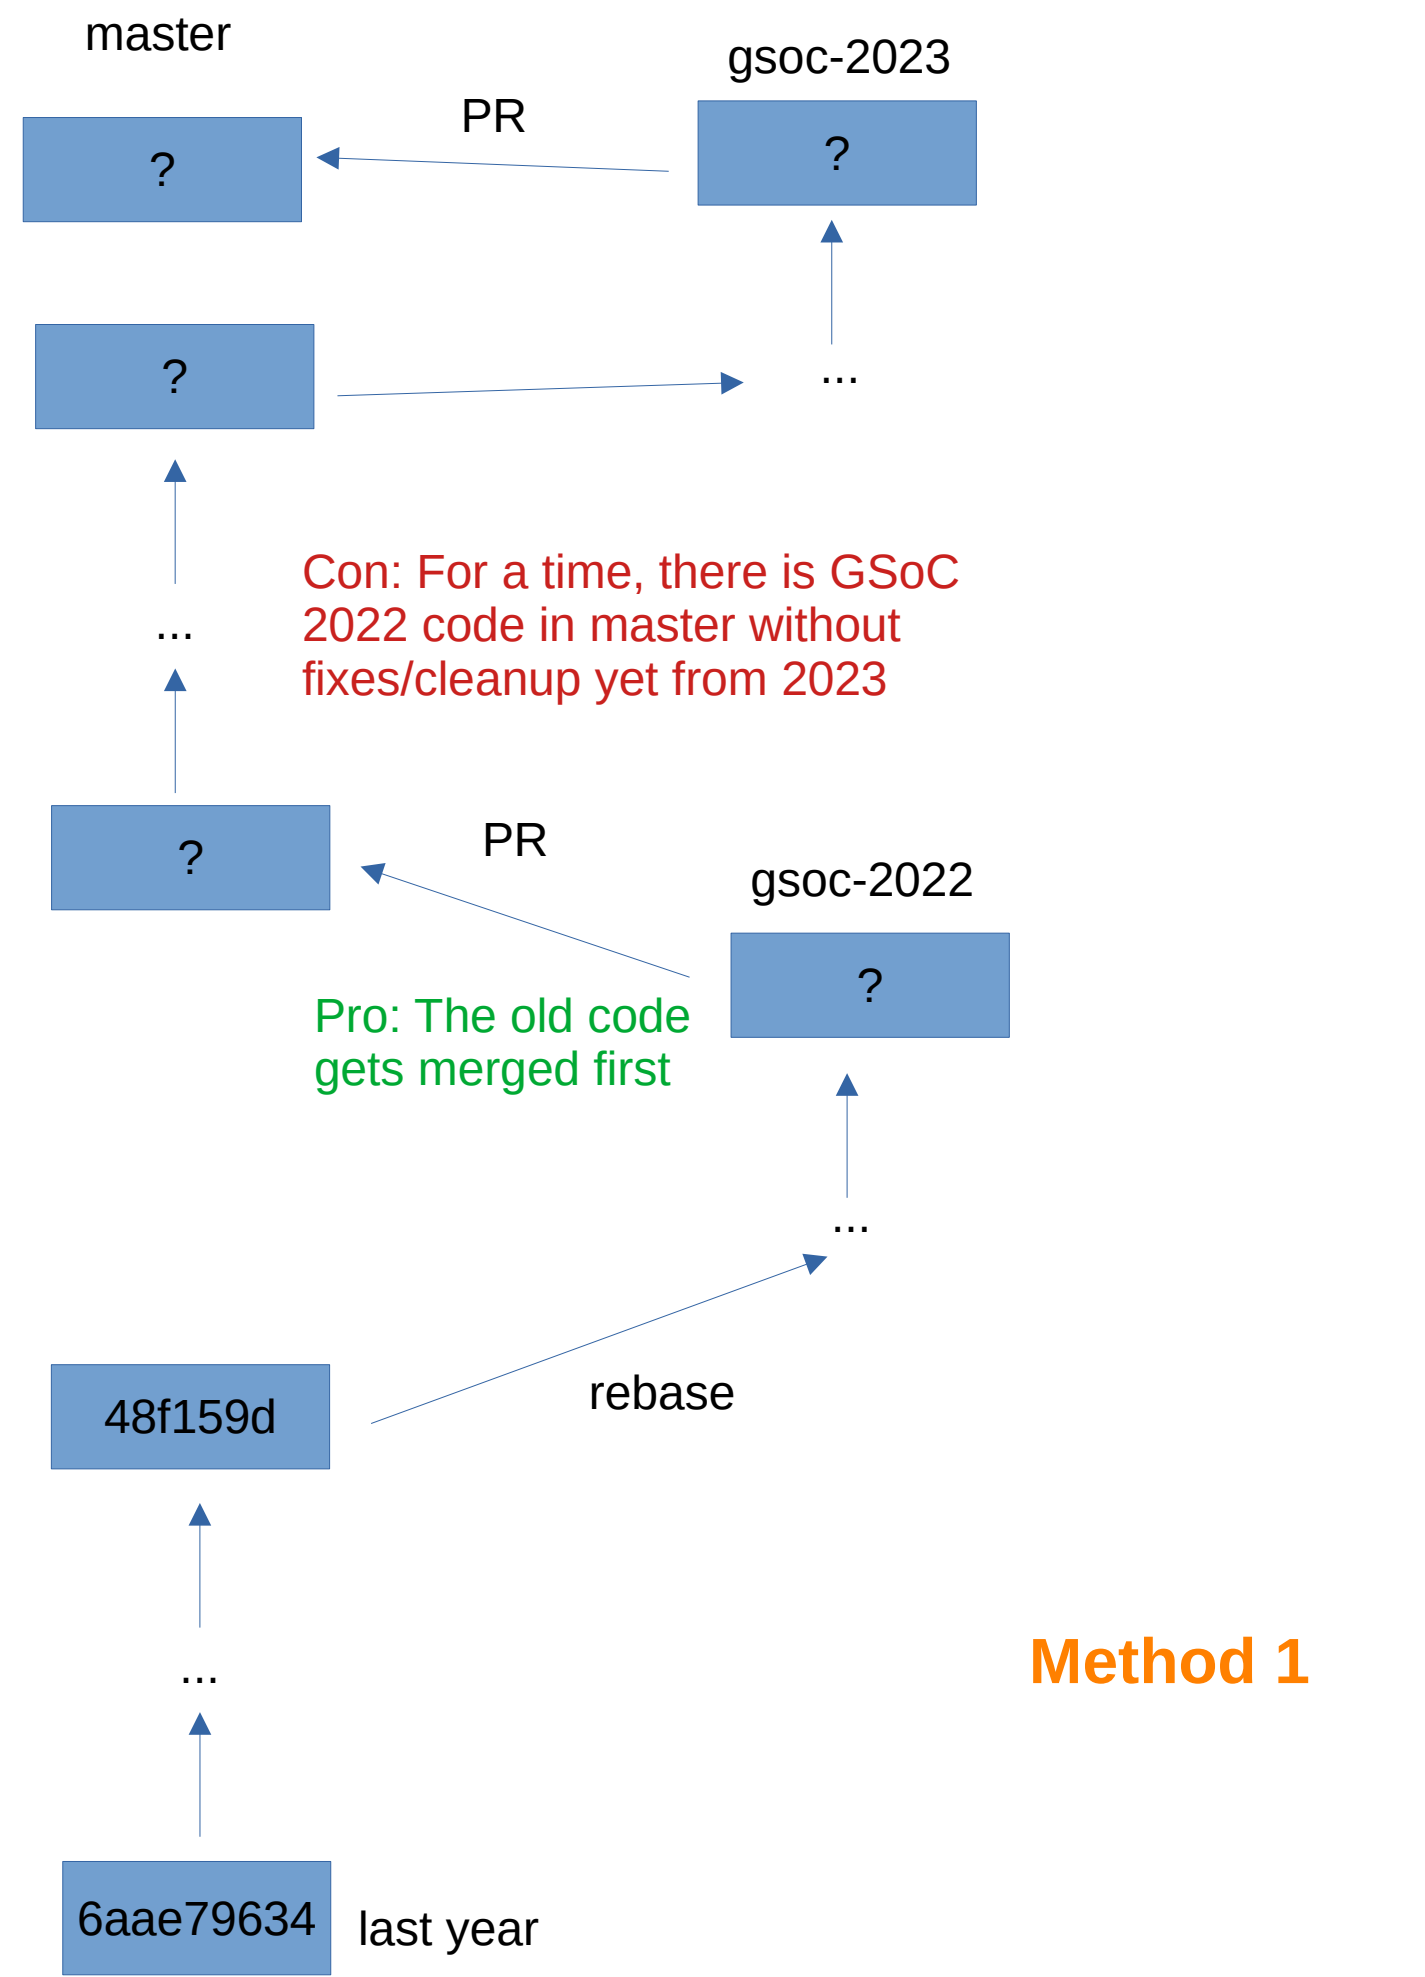 master
gsoc-2023
PR
?
?
?
...
Con: For a time, there is GSoC
2022 code in master without
fixes/cleanup yet from 2023
...
PR
?
gsoc-2022
?
Pro: The old code
gets merged first
...
rebase
48f159d
Method 1
...
6aae79634
last year